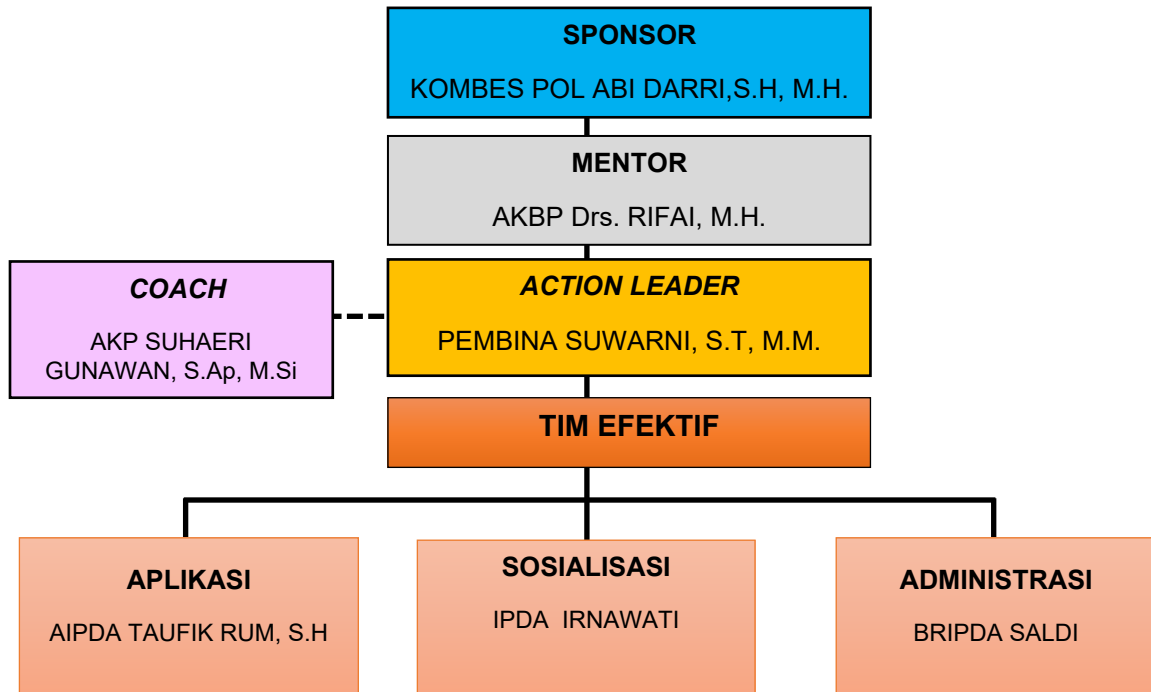 SPONSOR
KOMBES POL ABI DARRI,S.H, M.H.
MENTOR
AKBP Drs. RIFAI, M.H.
COACH
AKP SUHAERI
GUNAWAN, S.Ap, M.Si
ACTION LEADER
PEMBINA SUWARNI, S.T, M.M.
TIM EFEKTIF
APLIKASI
AIPDA TAUFIK RUM, S.H
SOSIALISASI
IPDA IRNAWATI
ADMINISTRASI
BRIPDA SALDI